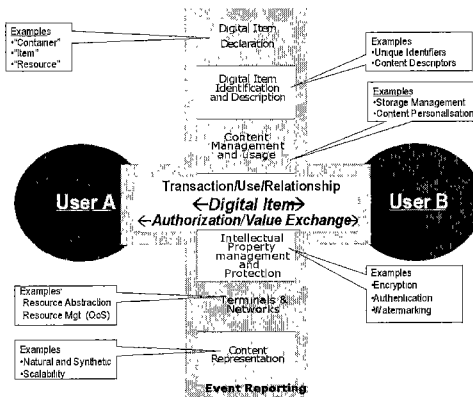 Examples
•"Container"
•"Item"
•"Resource"
Digital Item
Declaration
Examples
•Unique Identifiers
•Content Descriptors
Digital Item
Identification
and Description
Examples
•Storage Management
•Content Personalisation
Content
Management
and usage
User A
Transaction/Use/Relationship
←Digital Item→
←Authorization/Value Exchange→
User B
Intellectual
Property
management
and
Protection
Examples
•Encryption
•Authentication
•Watermarking
Examples
Resource Abstraction
Resource Mgt (QoS)
Terminals &
Networks
Examples
•Natural and Synthetic
•Scalability
Content
Representation
Event Reporting